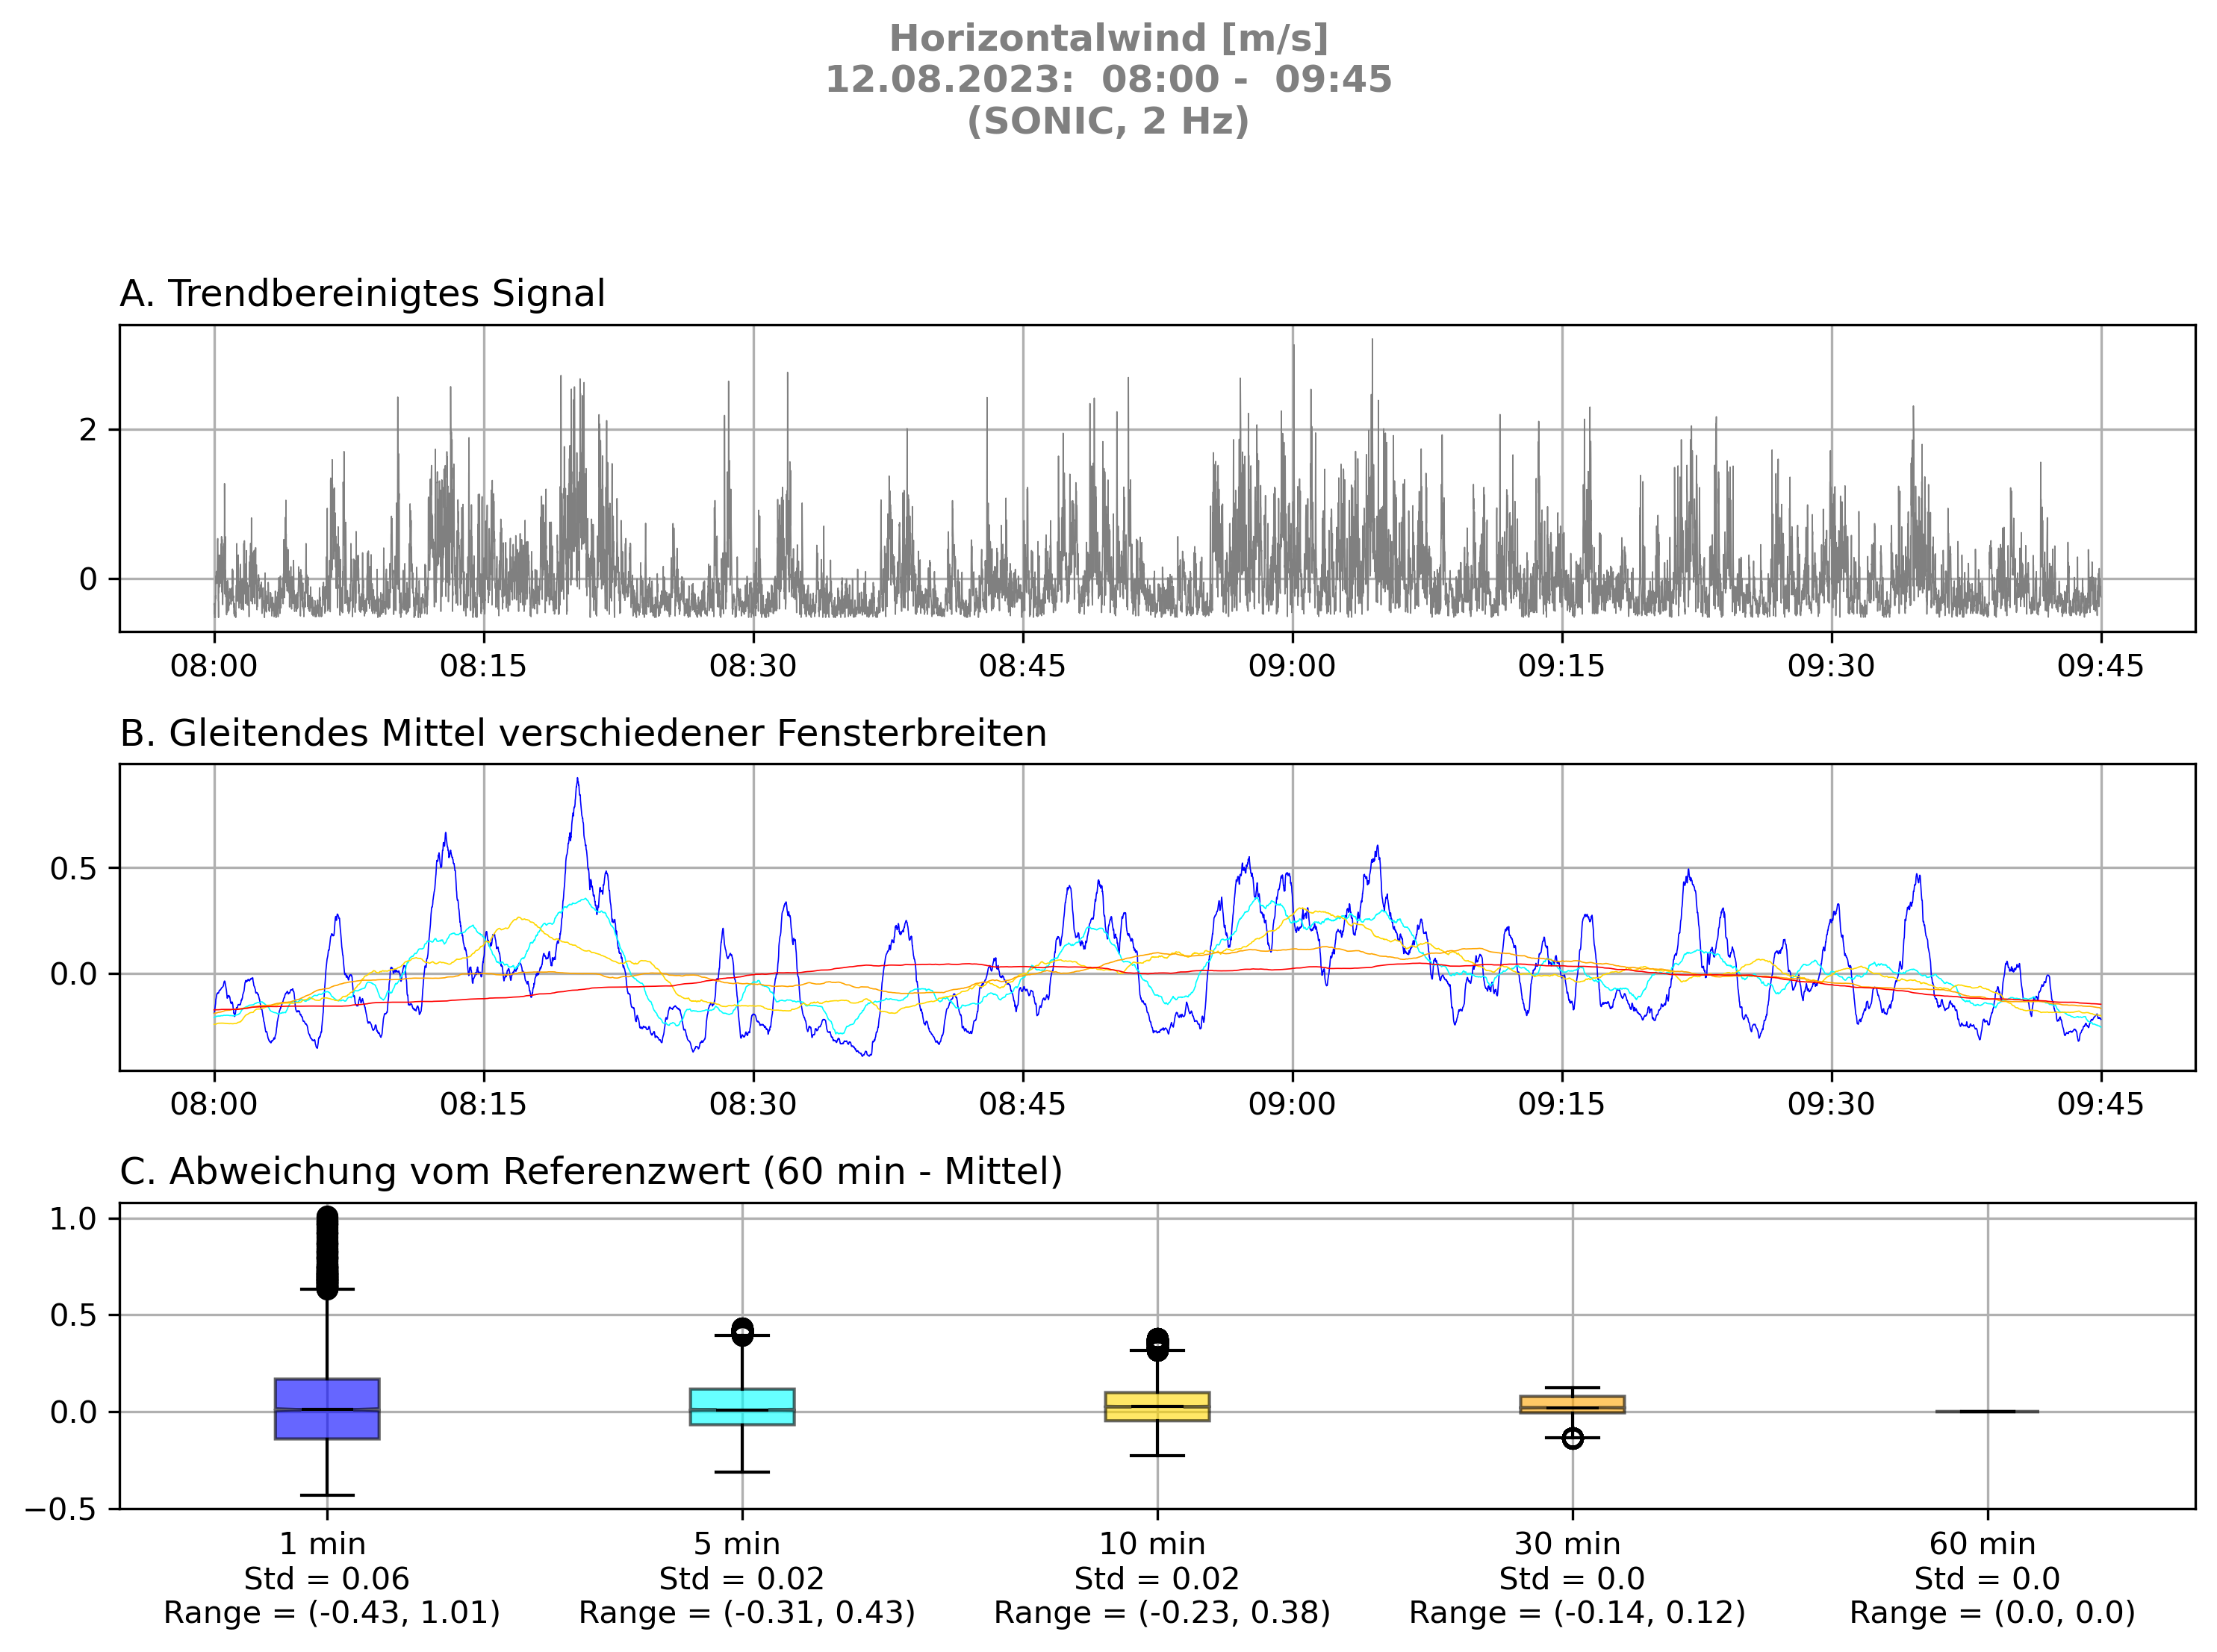 Horizontalwind [m/s]
12.08.2023:  08:00 -  09:45
(SONIC, 2 Hz)
A. Trendbereinigtes Signal
2
0
08:00 08:15 08:30 08:45 09:00 09:15 09:30 09:45
B. Gleitendes Mittel verschiedener Fensterbreiten
0.5
0.0
08:00 08:15 08:30 08:45 09:00 09:15 09:30 09:45
C. Abweichung vom Referenzwert (60 min - Mittel)
1.0
0.5
0.0
−0.5
1 min 5 min 10 min 30 min 60 min
Std = 0.06 Std = 0.02 Std = 0.02 Std = 0.0 Std = 0.0
Range = (-0.43, 1.01) Range = (-0.31, 0.43) Range = (-0.23, 0.38) Range = (-0.14, 0.12) Range = (0.0, 0.0)